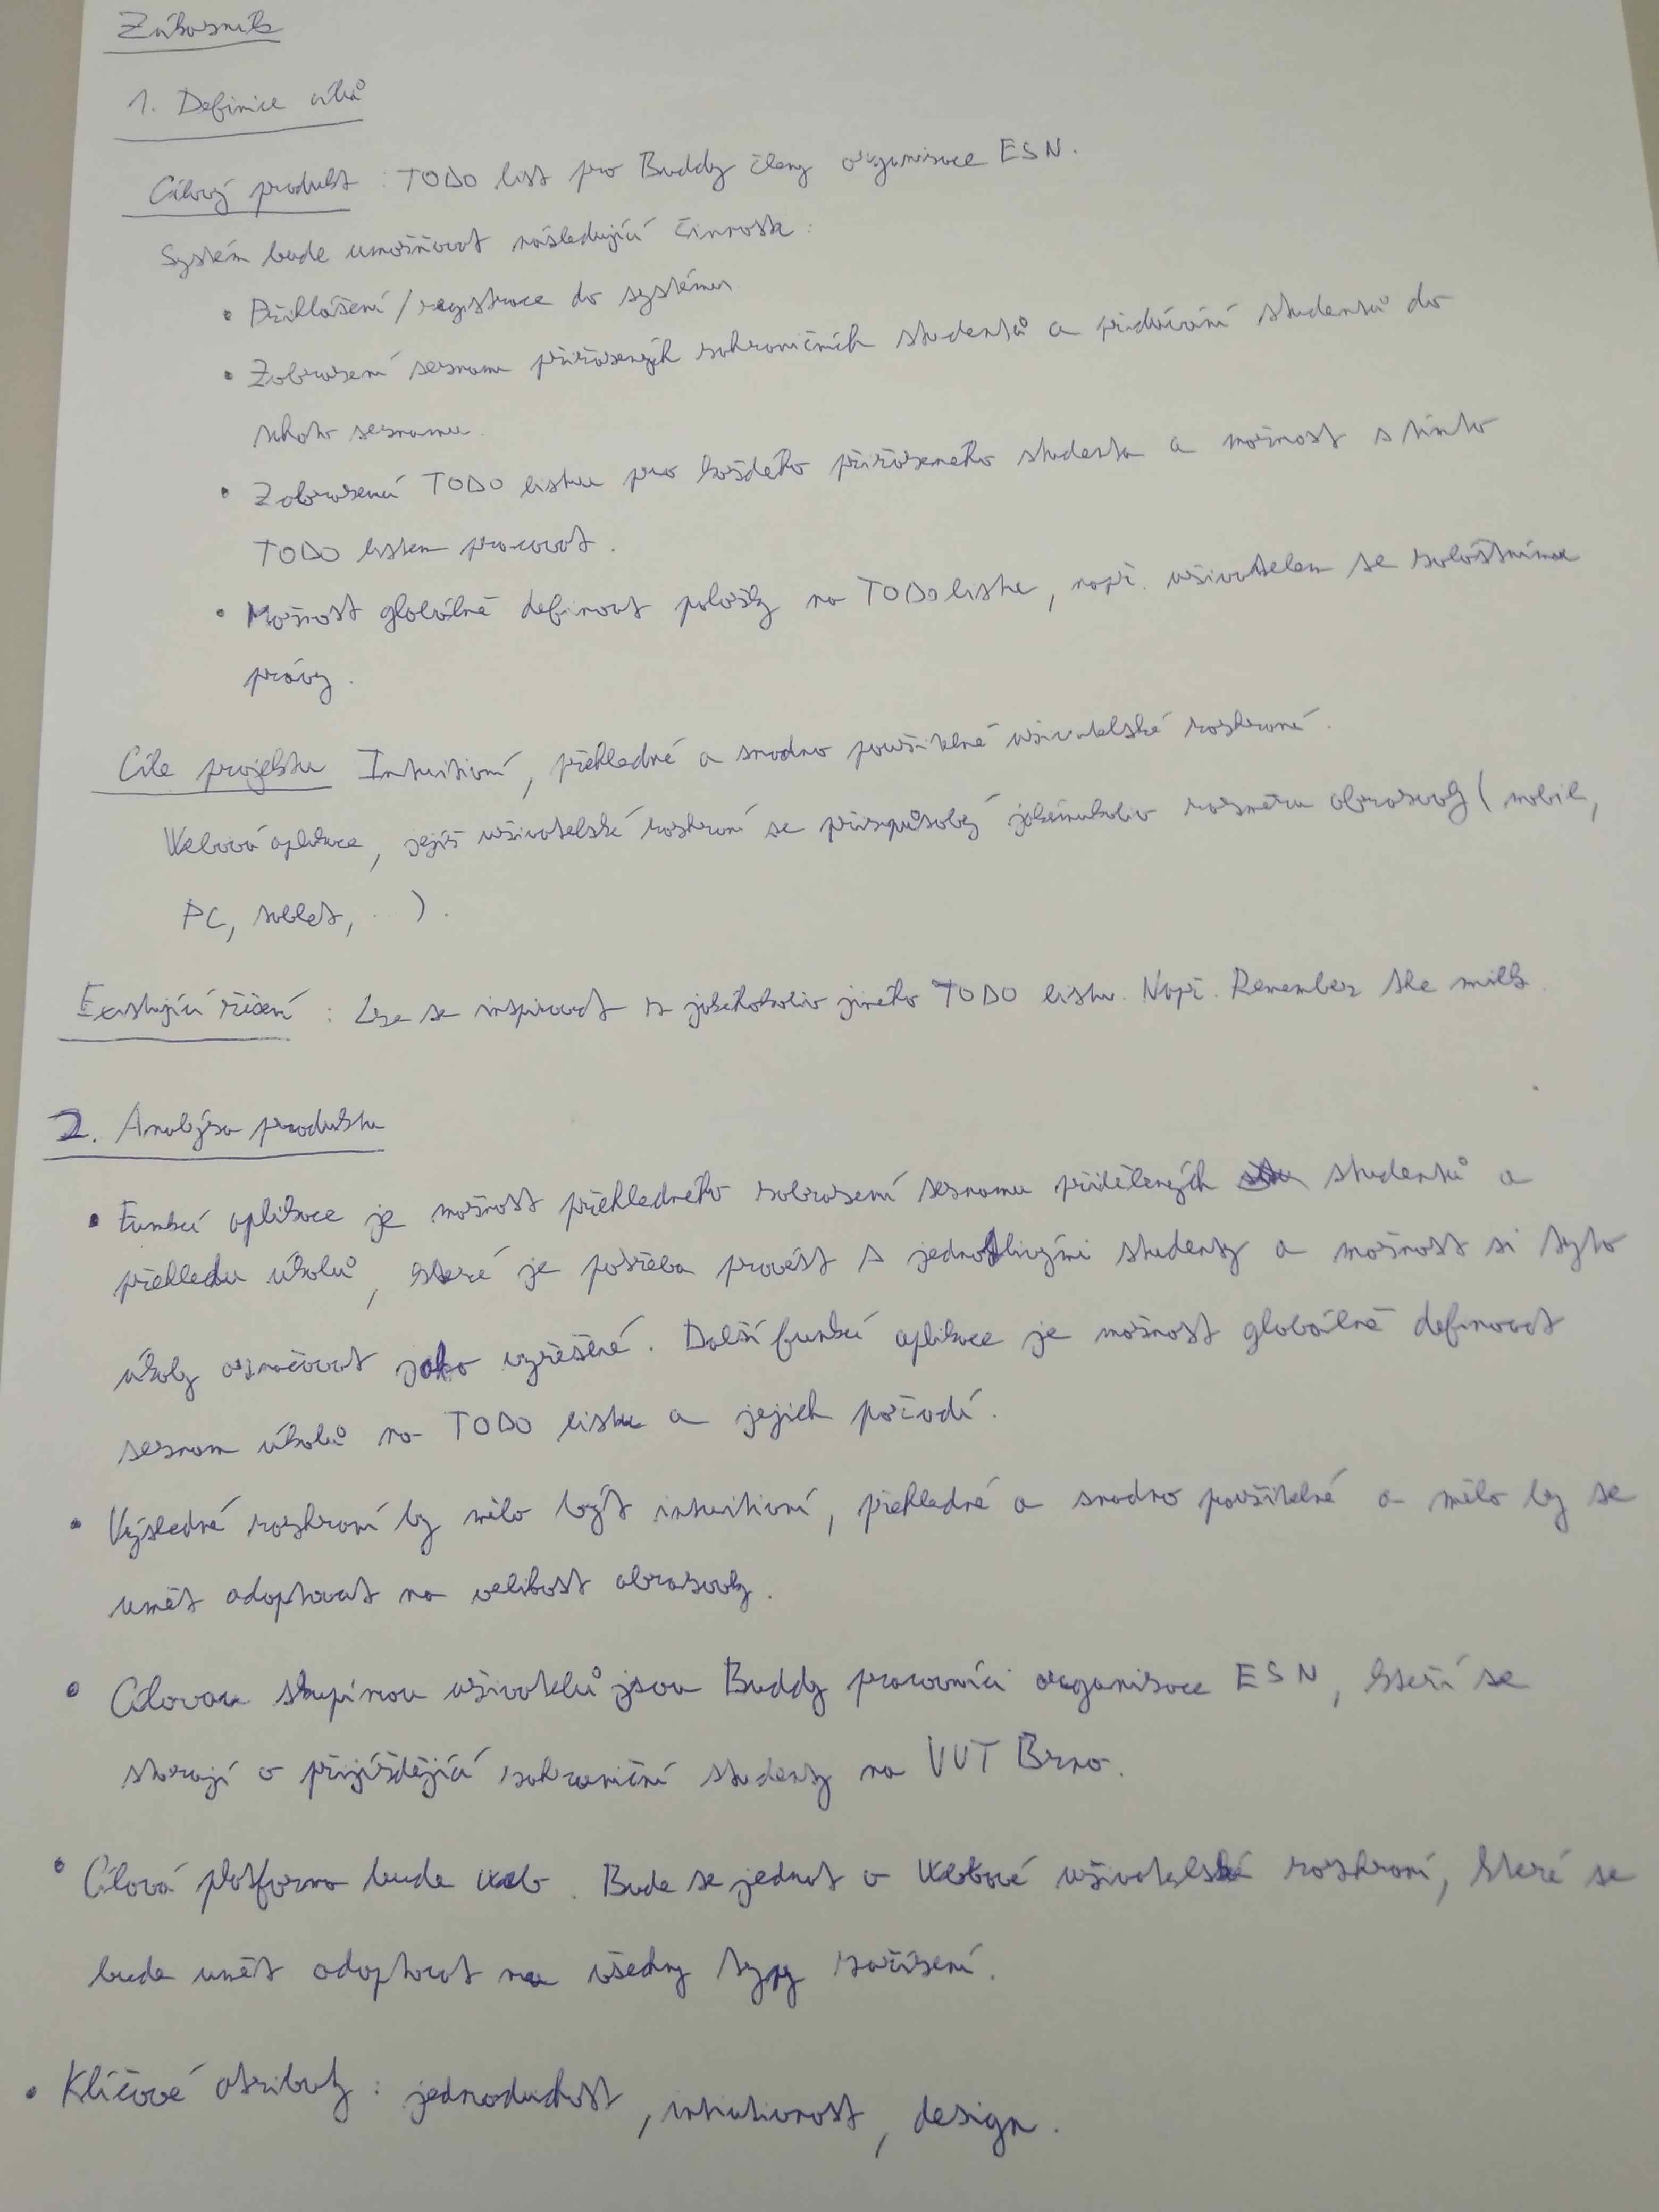 Zákazník
1. Definice cílů
Cílový produkt : TODO list pro Buddy členy organizace ESN.
Systém bude umožňovat následující činnosti :
• Přihlášení / registrace do systému
• Zobrazení seznamu přiřazených zahraničních studentů a přidávání studentů do
tohoto seznamu.
• Zobrazení TODO listu pro každého přiřazeného studenta a možnost s tímto
TODO listem pracovat.
• Možnost globálně definovat položky na TODO listu, např. uživatelem se zvláštními
právy.
Cíle projektu Intuitivní, přehledné a snadno použitelné uživatelské rozhraní.
Webová aplikace, jejíž uživatelské rozhraní se přizpůsobý jakémukoliv rozměru obrazovky (mobil,
PC, tablet, ...).
Existující řešení : Lze se inspirovat z jakéhokoliv jiného TODO listu. Např. Remember the milk.
2. Analýza produktu
• Funkcí aplikace je možnost přehledného zobrazení seznamu přidělených studentů a
přehledu úkolů, které je potřeba provést s jednotlivými studenty a možnost si tyto
úkoly označovat jako vyřešené. Další funkcí aplikace je možnost globálně definovat
seznam úkolů na TODO listu a jejich pořadí.
• Výsledné rozhraní by mělo být intuitivní, přehledné a snadno použitelné a mělo by se
umět adaptovat na velikost obrazovky.
• Cílovou skupinou uživatelů jsou Buddy pracovníci organizace ESN, kteří se
starají o přijíždějící zahraniční studenty na VUT Brno.
• Cílová platforma bude web. Bude se jednat o webové uživatelské rozhraní, které se
bude umět adaptovat na všechny typy zařízení.
• Klíčové atributy : jednoduchost, intuitivnost, design.